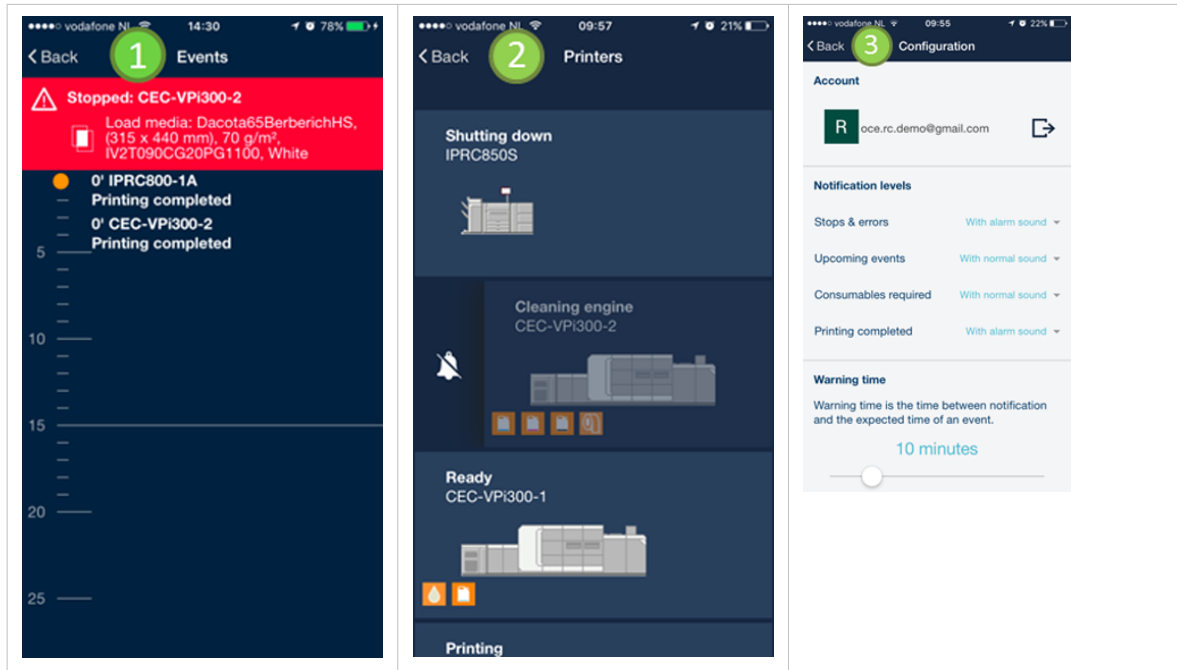 vodafone NL 14:30 78%
Back 1 Events
Stopped: CEC-VPi300-2
Load media: Dacota65BerberichHS,
(315 x 440 mm), 70 g/m²,
IV2T090CG20PG1100, White
0' IPRC800-1A
Printing completed
0' CEC-VPi300-2
Printing completed
5
10
15
20
25
vodafone NL 09:57 21%
Back 2 Printers
Shutting down
IPRC850S
Cleaning engine
CEC-VPi300-2
Ready
CEC-VPi300-1
Printing
vodafone NL 09:55 22%
Back 3 Configuration
Account
R oce.rc.demo@gmail.com
Notification levels
Stops & errors With alarm sound
Upcoming events With normal sound
Consumables required With normal sound
Printing completed With alarm sound
Warning time
Warning time is the time between notification
and the expected time of an event.
10 minutes